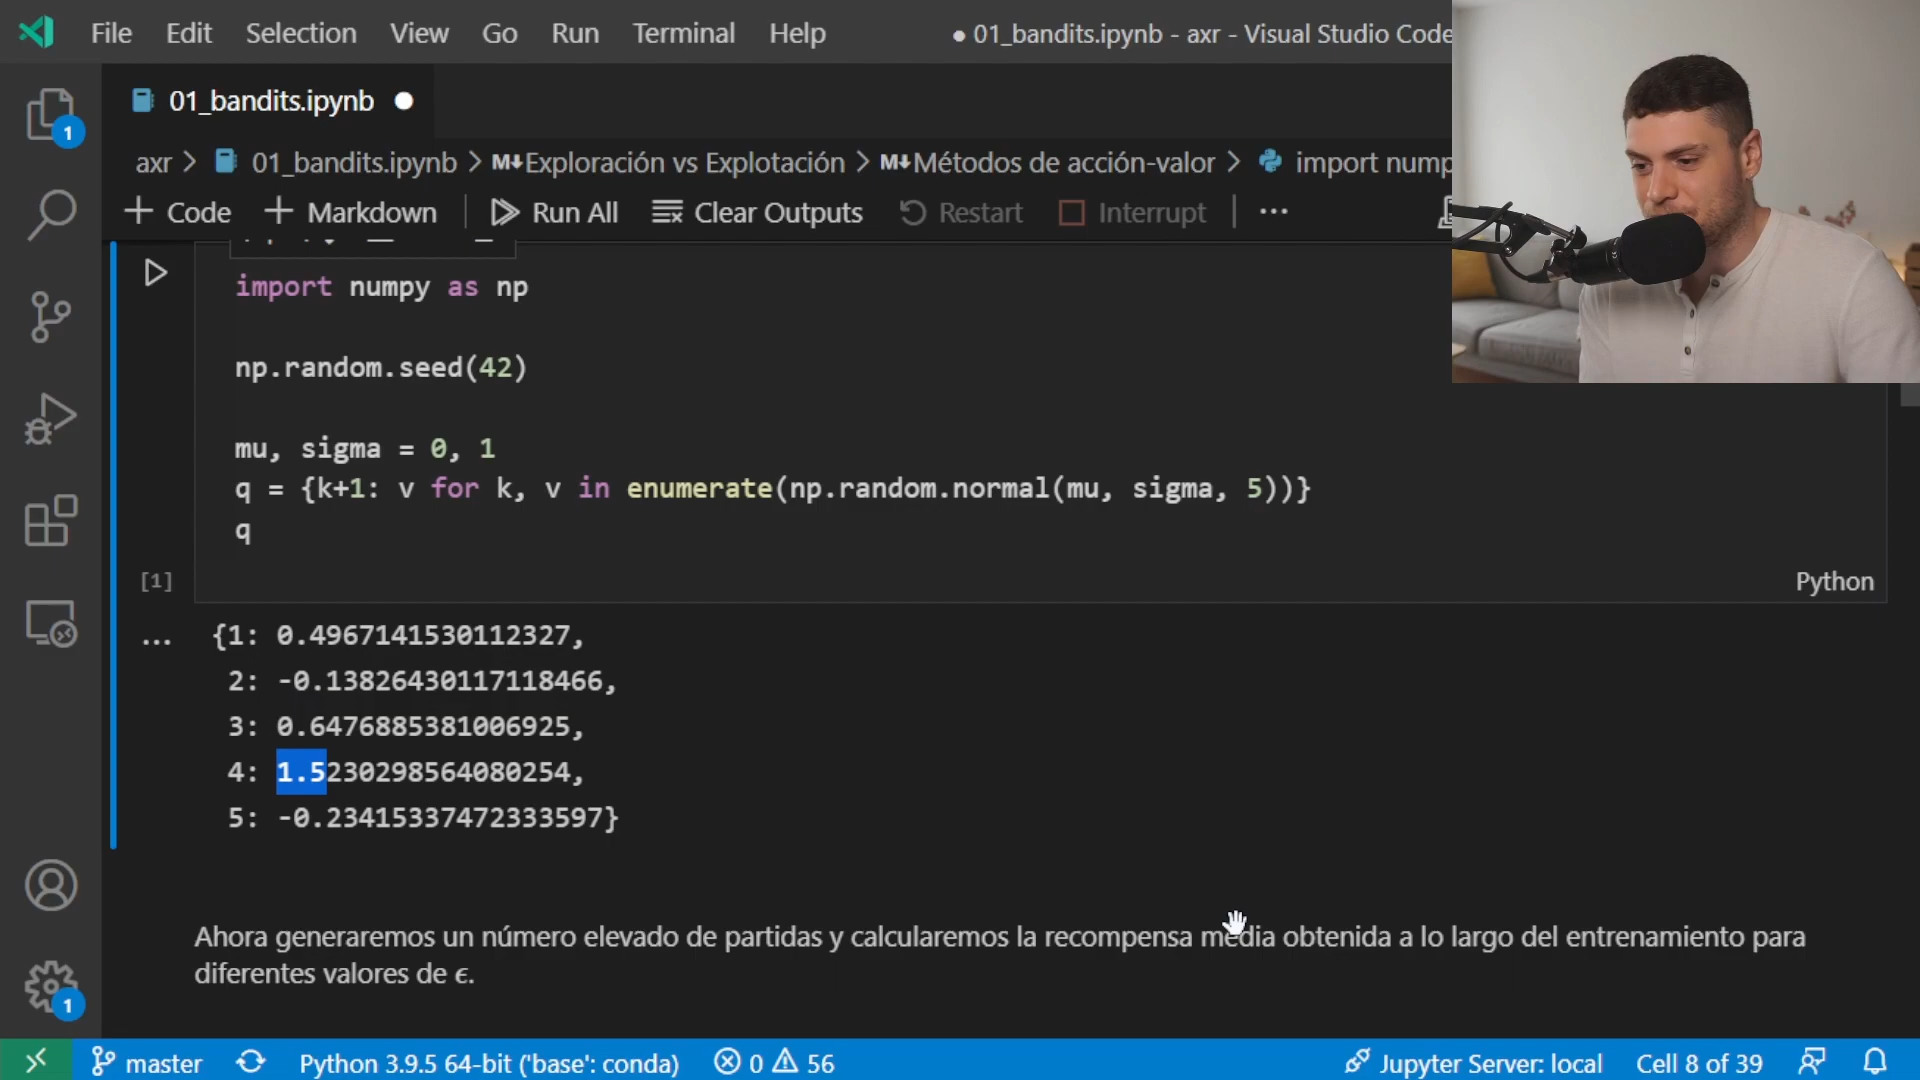 File Edit Selection View Go Run Terminal Help
● 01_bandits.ipynb - axr - Visual Studio Code
01_bandits.ipynb ●
1
axr > 01_bandits.ipynb > M↓Exploración vs Explotación > M↓Métodos de acción-valor > import nump
+ Code + Markdown | Run All Clear Outputs Restart Interrupt | ...
import numpy as np
np.random.seed(42)
mu, sigma = 0, 1
q = {k+1: v for k, v in enumerate(np.random.normal(mu, sigma, 5))}
q
[1]
Python
... {1: 0.4967141530112327,
2: -0.13826430117118466,
3: 0.6476885381006925,
4: 1.5230298564080254,
5: -0.23415337472333597}
Ahora generaremos un número elevado de partidas y calcularemos la recompensa media obtenida a lo largo del entrenamiento para
diferentes valores de ϵ.
1
master Python 3.9.5 64-bit ('base': conda) 0 56 Jupyter Server: local Cell 8 of 39